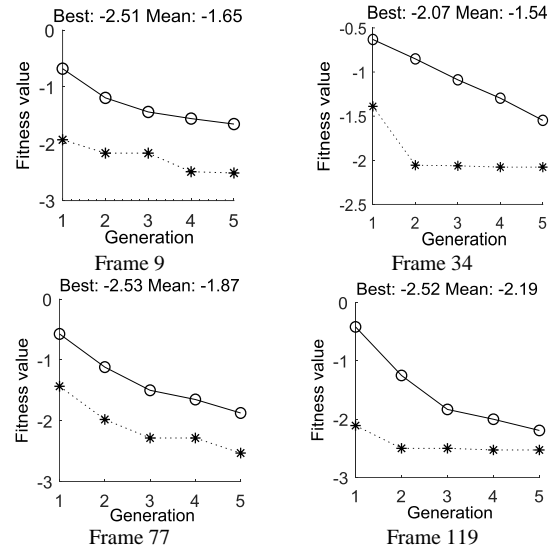 Best: -2.51 Mean: -1.65
0
-1
-2
-3
Fitness value
1 2 3 4 5
Generation
Frame 9
Best: -2.07 Mean: -1.54
-0.5
-1
-1.5
-2
-2.5
Fitness value
1 2 3 4 5
Generation
Frame 34
Best: -2.53 Mean: -1.87
0
-1
-2
-3
Fitness value
1 2 3 4 5
Generation
Frame 77
Best: -2.52 Mean: -2.19
0
-1
-2
-3
Fitness value
1 2 3 4 5
Generation
Frame 119